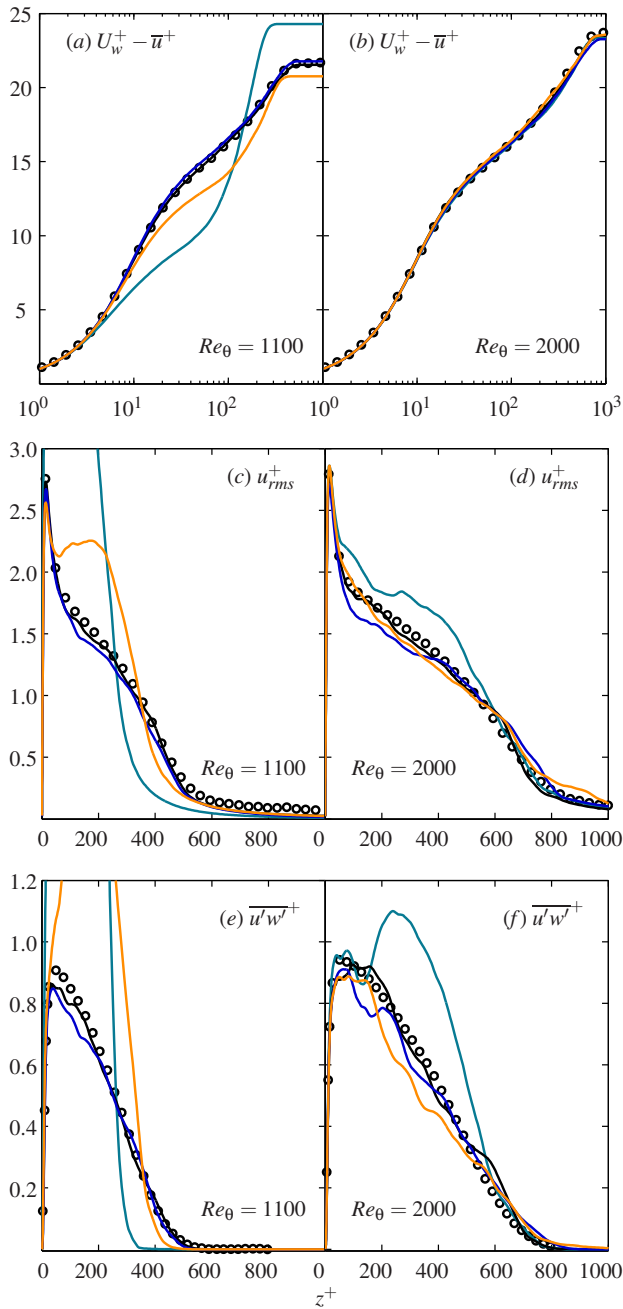 (a) U_w^+ − u̅^+
(b) U_w^+ − u̅^+
25
20
15
10
5
Re_θ = 1100
Re_θ = 2000
10^0 10^1 10^2 10^0 10^1 10^2 10^3
3.0
2.5
2.0
1.5
1.0
0.5
(c) u_{rms}^+
(d) u_{rms}^+
Re_θ = 1100
Re_θ = 2000
0 200 400 600 800 0 200 400 600 800 1000
1.2
1.0
0.8
0.6
0.4
0.2
(e) \overline{u'w'}^+
(f) \overline{u'w'}^+
Re_θ = 1100
Re_θ = 2000
0 200 400 600 800 0 200 400 600 800 1000
z^+